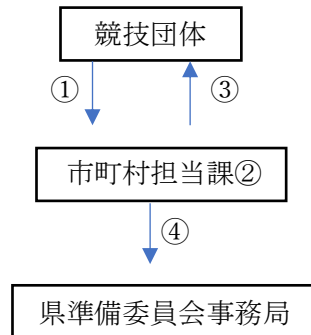 競技団体
① ③
市町村担当課②
④
県準備委員会事務局